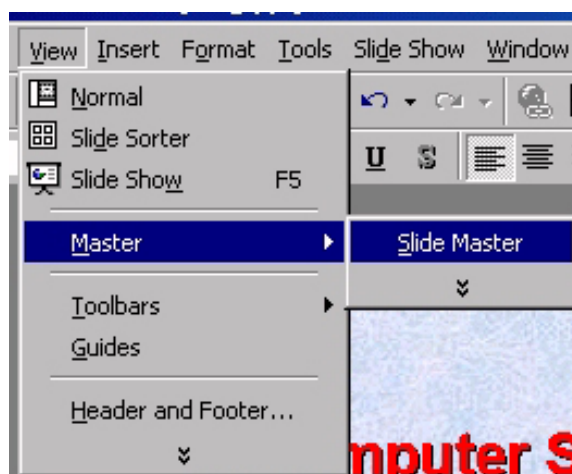 View Insert Format Tools Slide Show Window
Normal
Slide Sorter
U S
Slide Show F5
Master Slide Master
Toolbars
Guides
Header and Footer...
mputer S